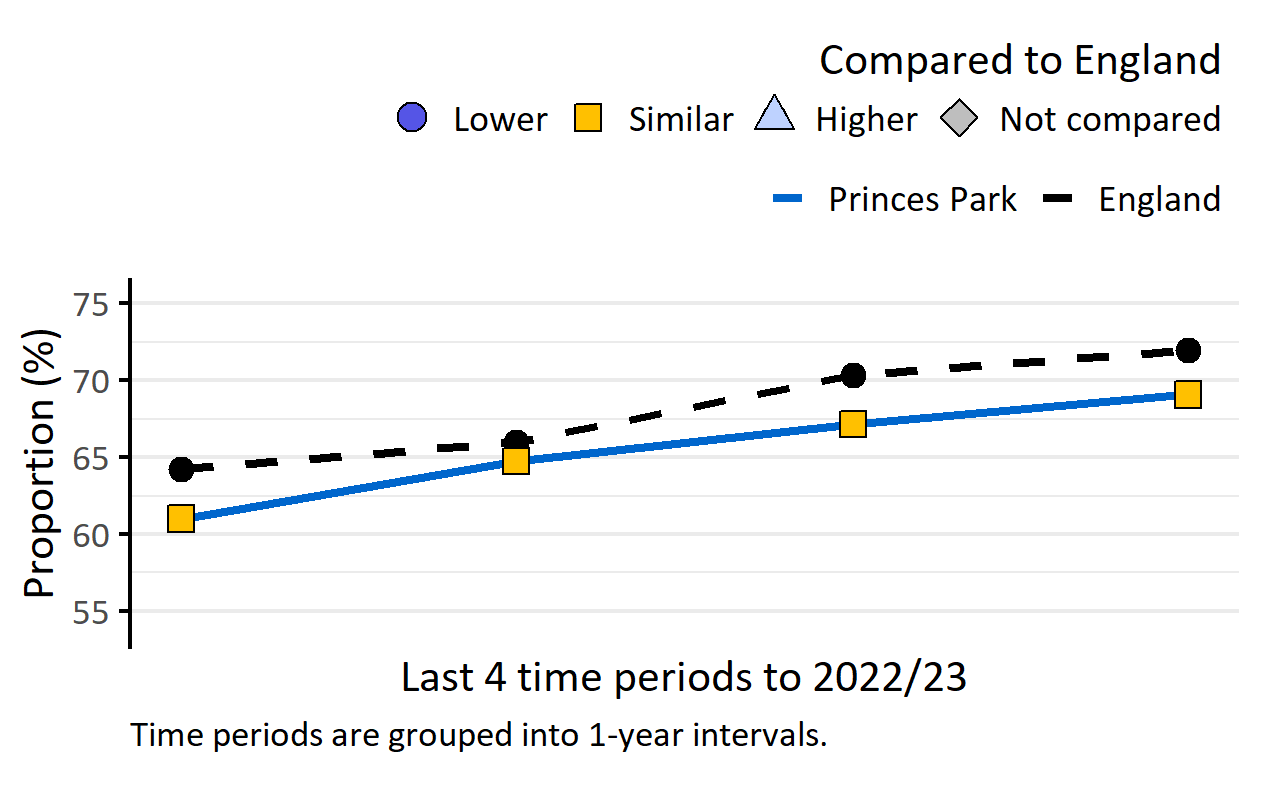 Compared to England
Lower Similar Higher Not compared
Princes Park England
75
70
65
60
55
Proportion (%)
Last 4 time periods to 2022/23
Time periods are grouped into 1-year intervals.